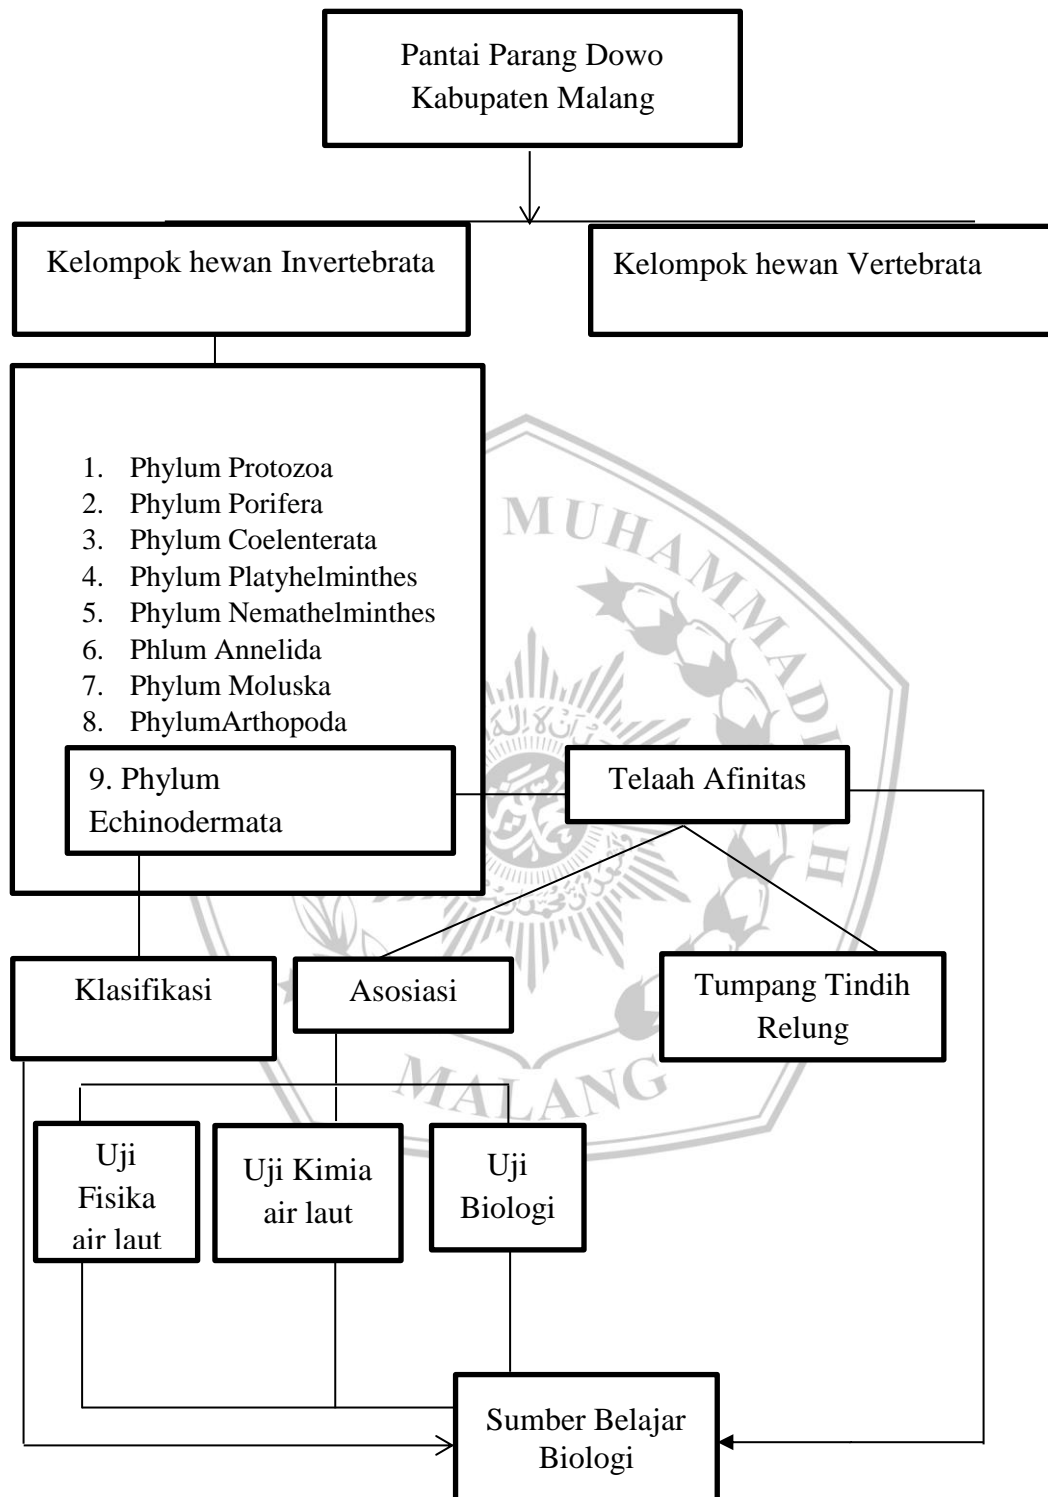 Pantai Parang Dowo
Kabupaten Malang
Kelompok hewan Invertebrata
Kelompok hewan Vertebrata
1. Phylum Protozoa
2. Phylum Porifera
3. Phylum Coelenterata
4. Phylum Platyhelminthes
5. Phylum Nemathelminthes
6. Phlum Annelida
7. Phylum Moluska
8. PhylumArthopoda
9. Phylum
Echinodermata
Telaah Afinitas
Klasifikasi
Asosiasi
Tumpang Tindih
Relung
Uji
Fisika
air laut
Uji Kimia
air laut
Uji
Biologi
Sumber Belajar
Biologi
MUHAMMADIYAH
MALANG